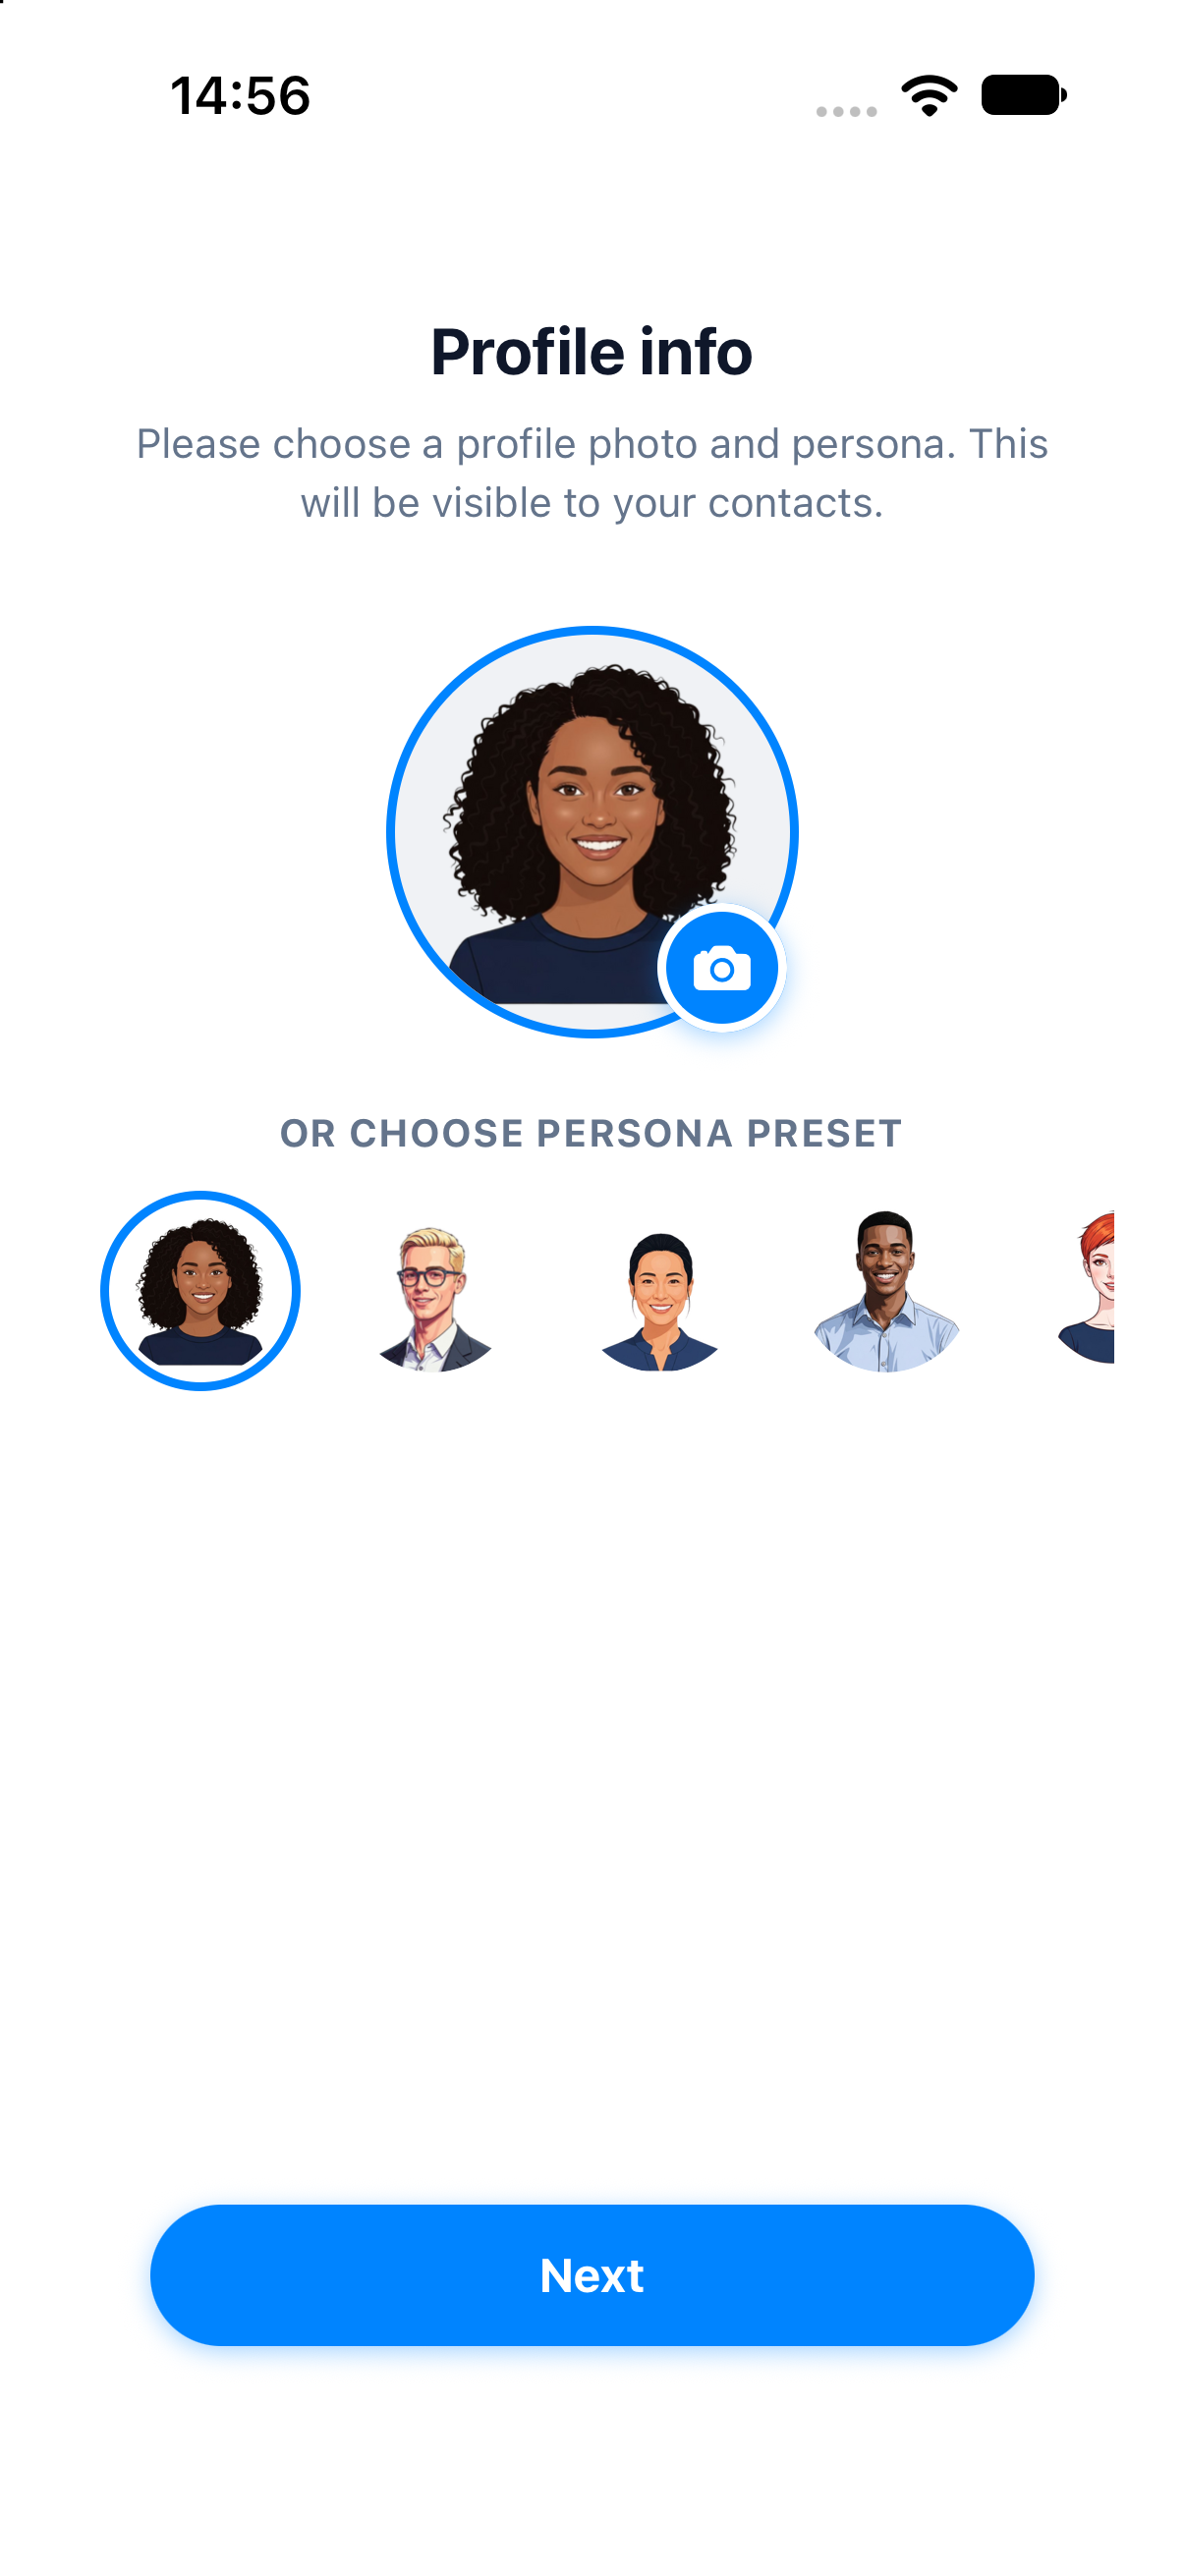 14:56
Profile info
Please choose a profile photo and persona. This
will be visible to your contacts.
OR CHOOSE PERSONA PRESET
Next